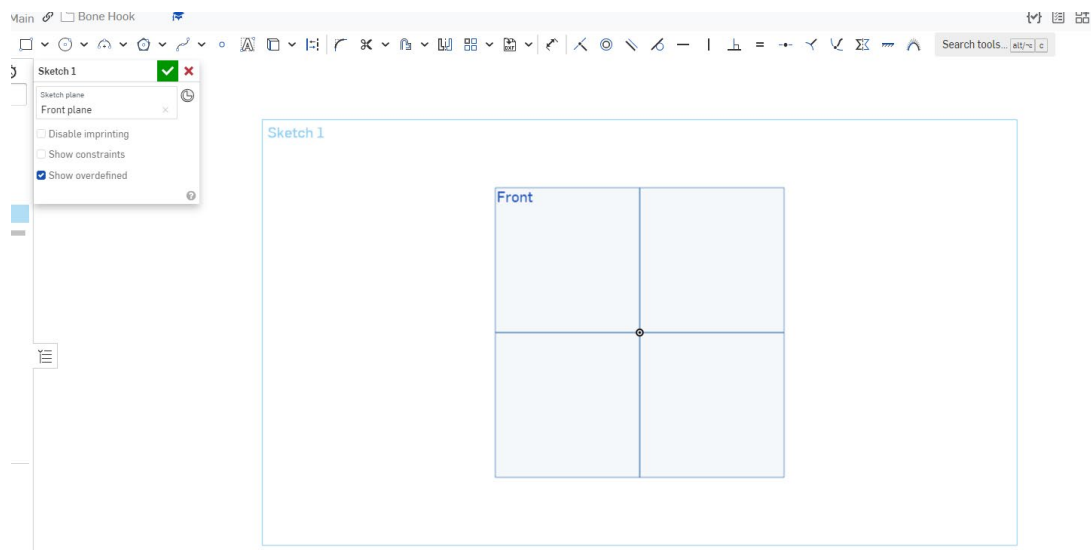 Main Bone Hook
Search tools... alt/⌥ c
Sketch 1
Sketch plane
Front plane
Disable imprinting
Show constraints
Show overdefined
Sketch 1
Front